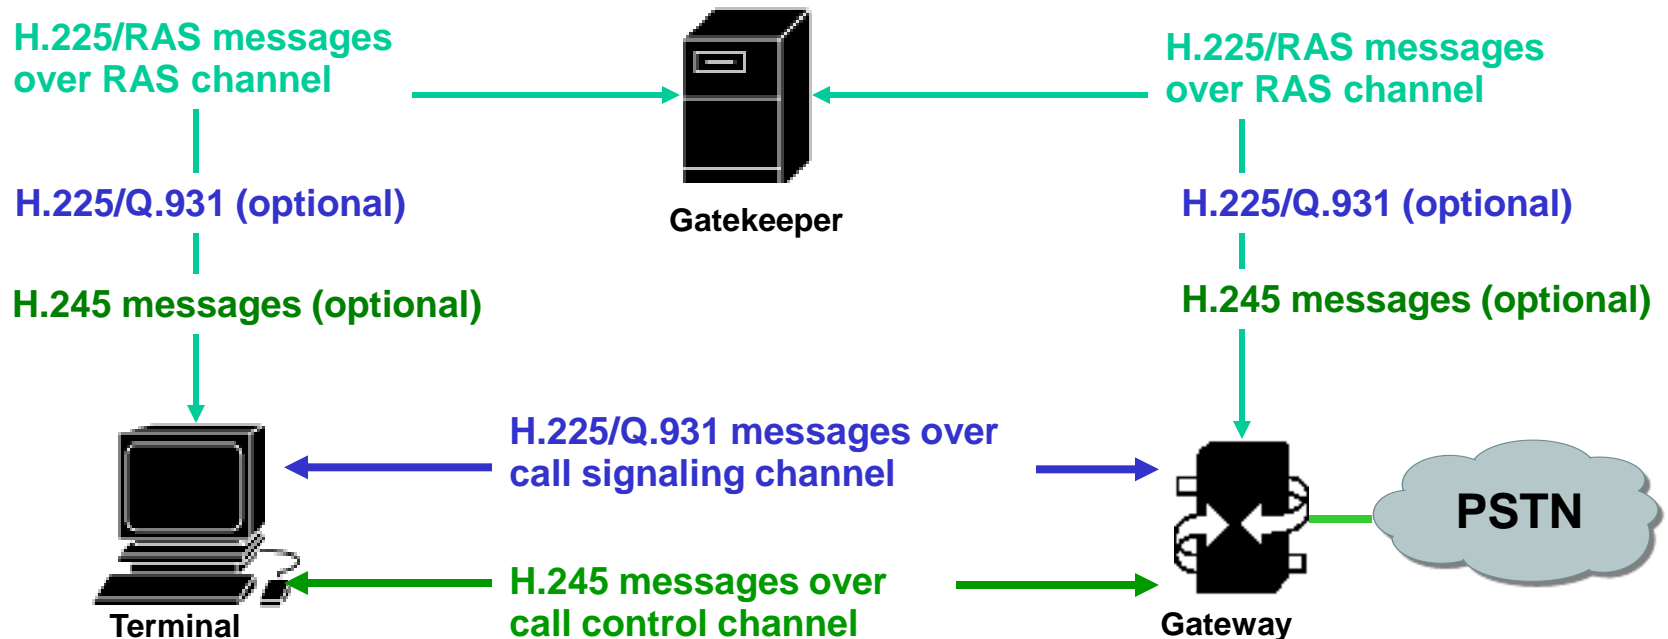 H.225/RAS messages
over RAS channel
H.225/RAS messages
over RAS channel
H.225/Q.931 (optional)
Gatekeeper
H.225/Q.931 (optional)
H.245 messages (optional)
H.245 messages (optional)
H.225/Q.931 messages over
call signaling channel
PSTN
H.245 messages over
call control channel
Terminal
Gateway